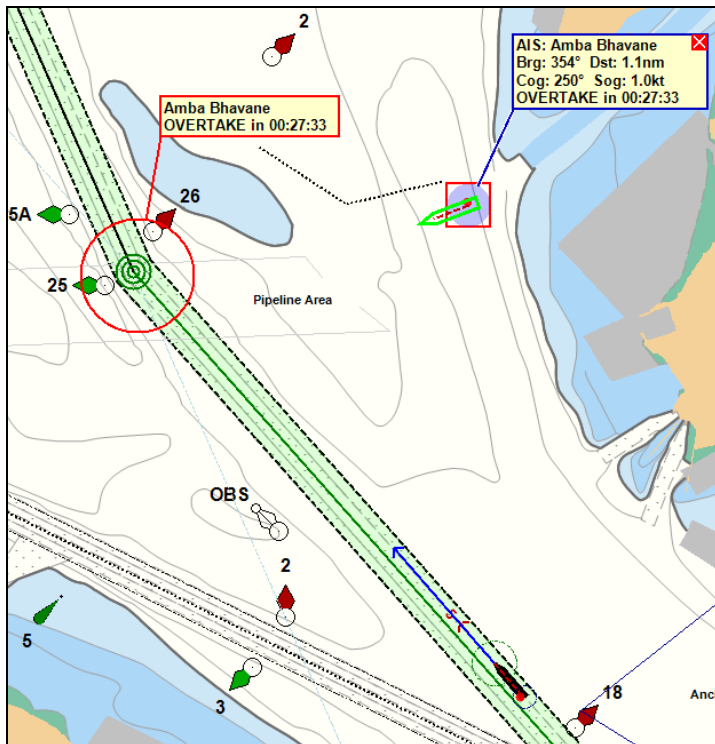 2
AIS: Amba Bhavane
Brg: 354° Dst: 1.1nm
Cog: 250° Sog: 1.0kt
OVERTAKE in 00:27:33
Amba Bhavane
OVERTAKE in 00:27:33
26
5A
25
Pipeline Area
OBS
2
5
3
18
Anc